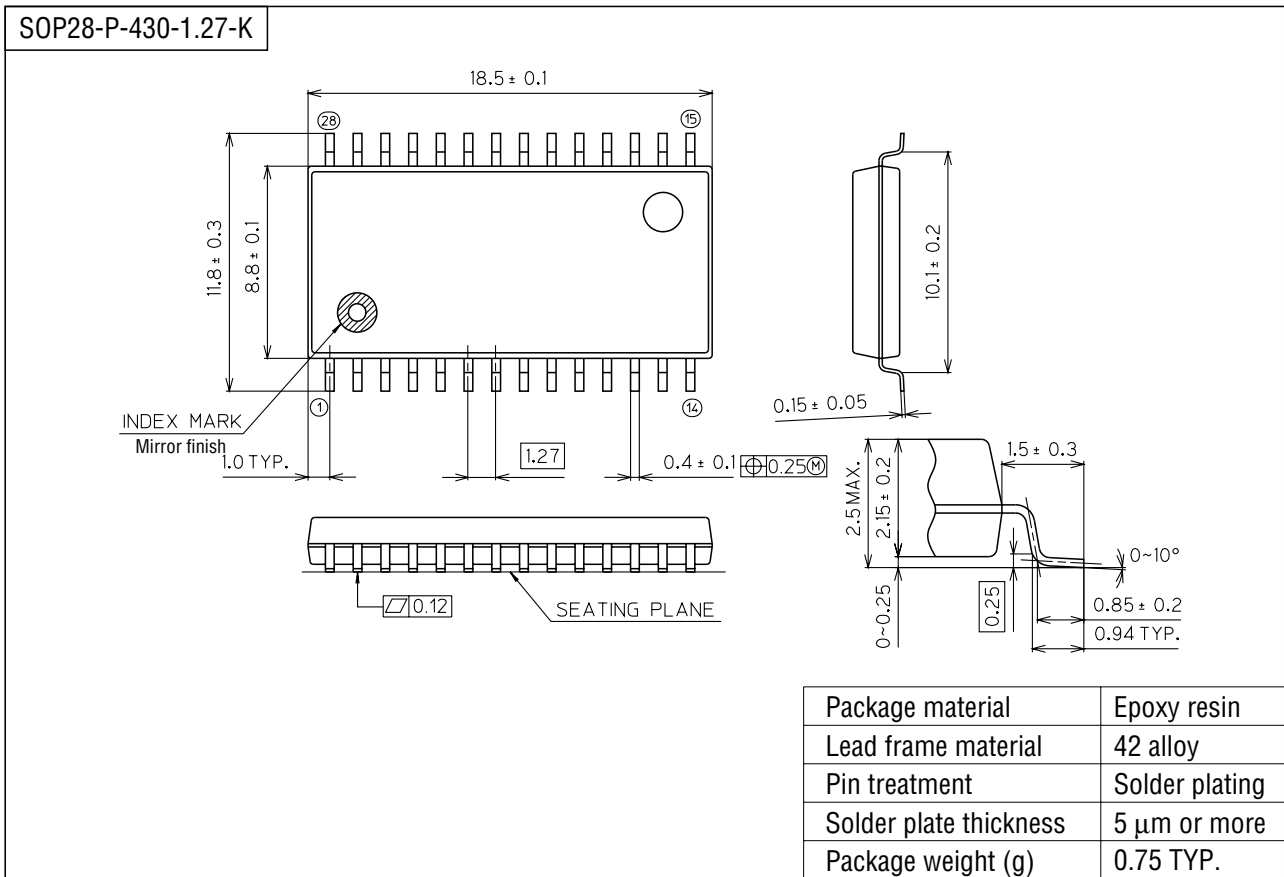 SOP28-P-430-1.27-K
18.5 ± 0.1
28
15
11.8 ± 0.3
8.8 ± 0.1
10.1 ± 0.2
INDEX MARK
Mirror finish
1
14
0.15 ± 0.05
1.0 TYP.
1.27
0.4 ± 0.1
0.25 M
2.5 MAX.
2.15 ± 0.2
1.5 ± 0.3
0~10°
0.12
SEATING PLANE
0~0.25
0.25
0.85 ± 0.2
0.94 TYP.
Package material Epoxy resin
Lead frame material 42 alloy
Pin treatment Solder plating
Solder plate thickness 5 μm or more
Package weight (g) 0.75 TYP.